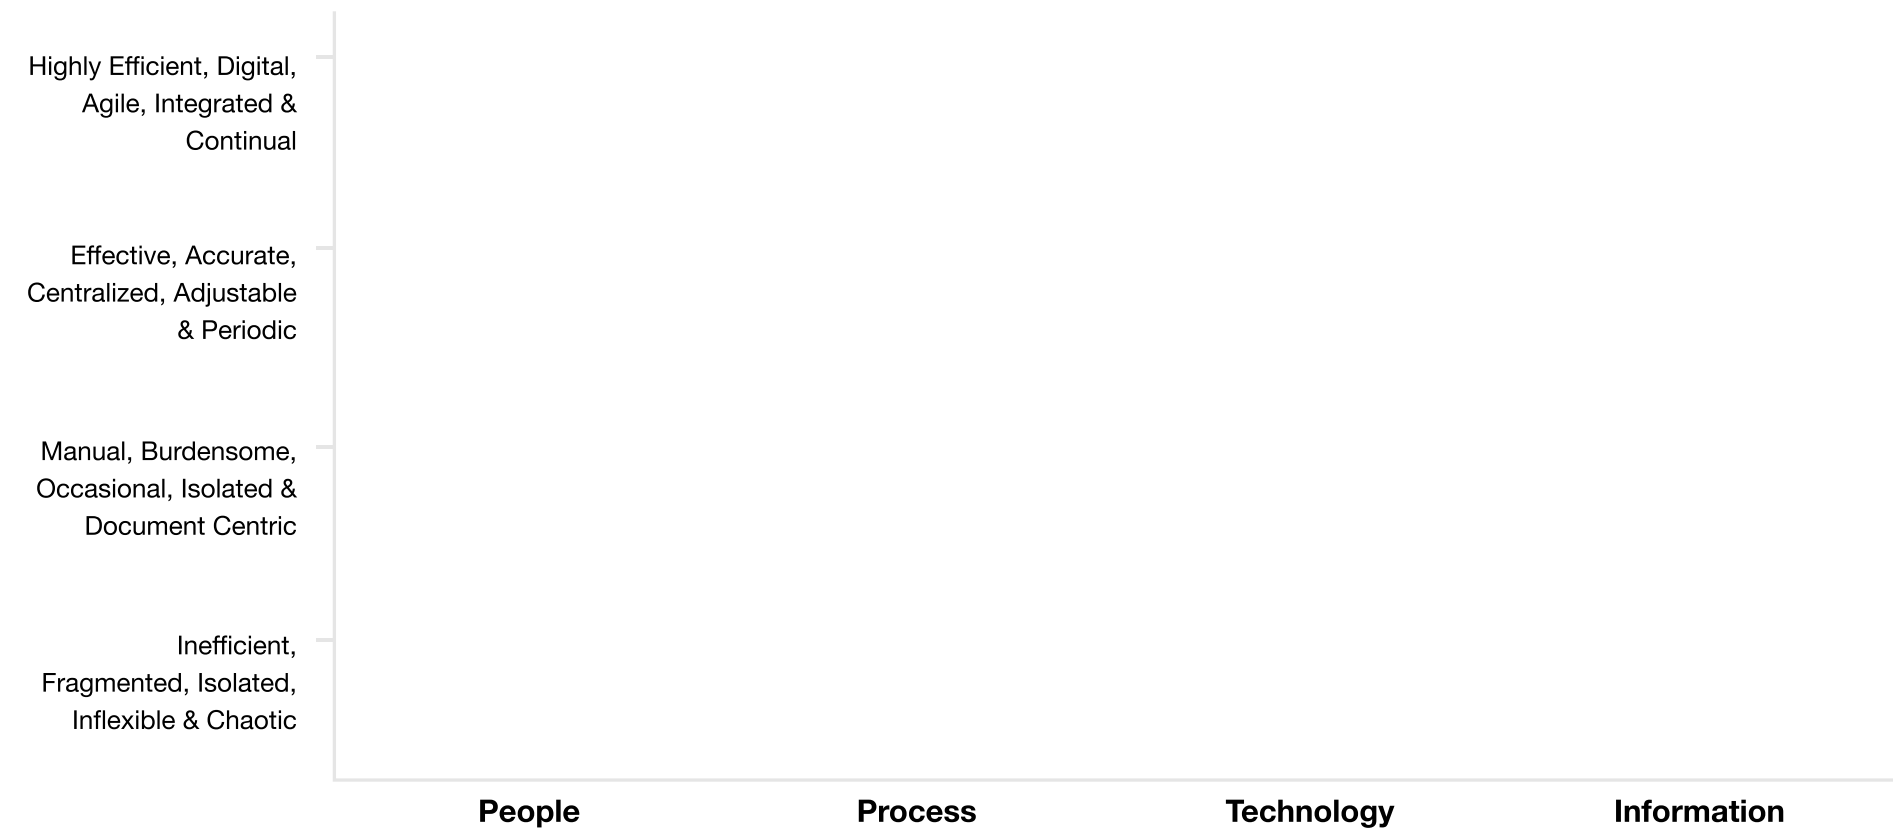 Highly Efficient, Digital,
Agile, Integrated &
Continual
Effective, Accurate,
Centralized, Adjustable
& Periodic
Manual, Burdensome,
Occasional, Isolated &
Document Centric
Inefficient,
Fragmented, Isolated,
Inflexible & Chaotic
People
Process
Technology
Information